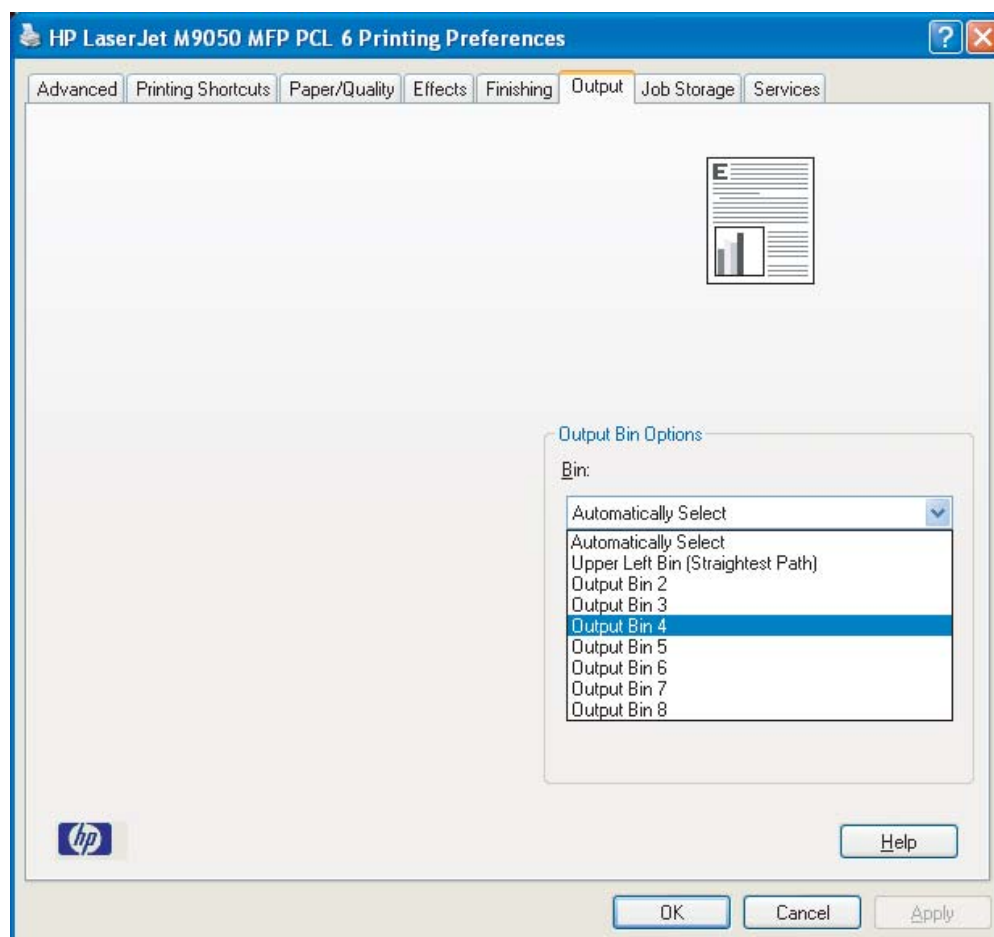 HP LaserJet M9050 MFP PCL 6 Printing Preferences
Advanced Printing Shortcuts Paper/Quality Effects Finishing Output Job Storage Services
E
Output Bin Options
Bin:
Automatically Select
Automatically Select
Upper Left Bin (Straightest Path)
Output Bin 2
Output Bin 3
Output Bin 4
Output Bin 5
Output Bin 6
Output Bin 7
Output Bin 8
hp
Help
OK Cancel Apply